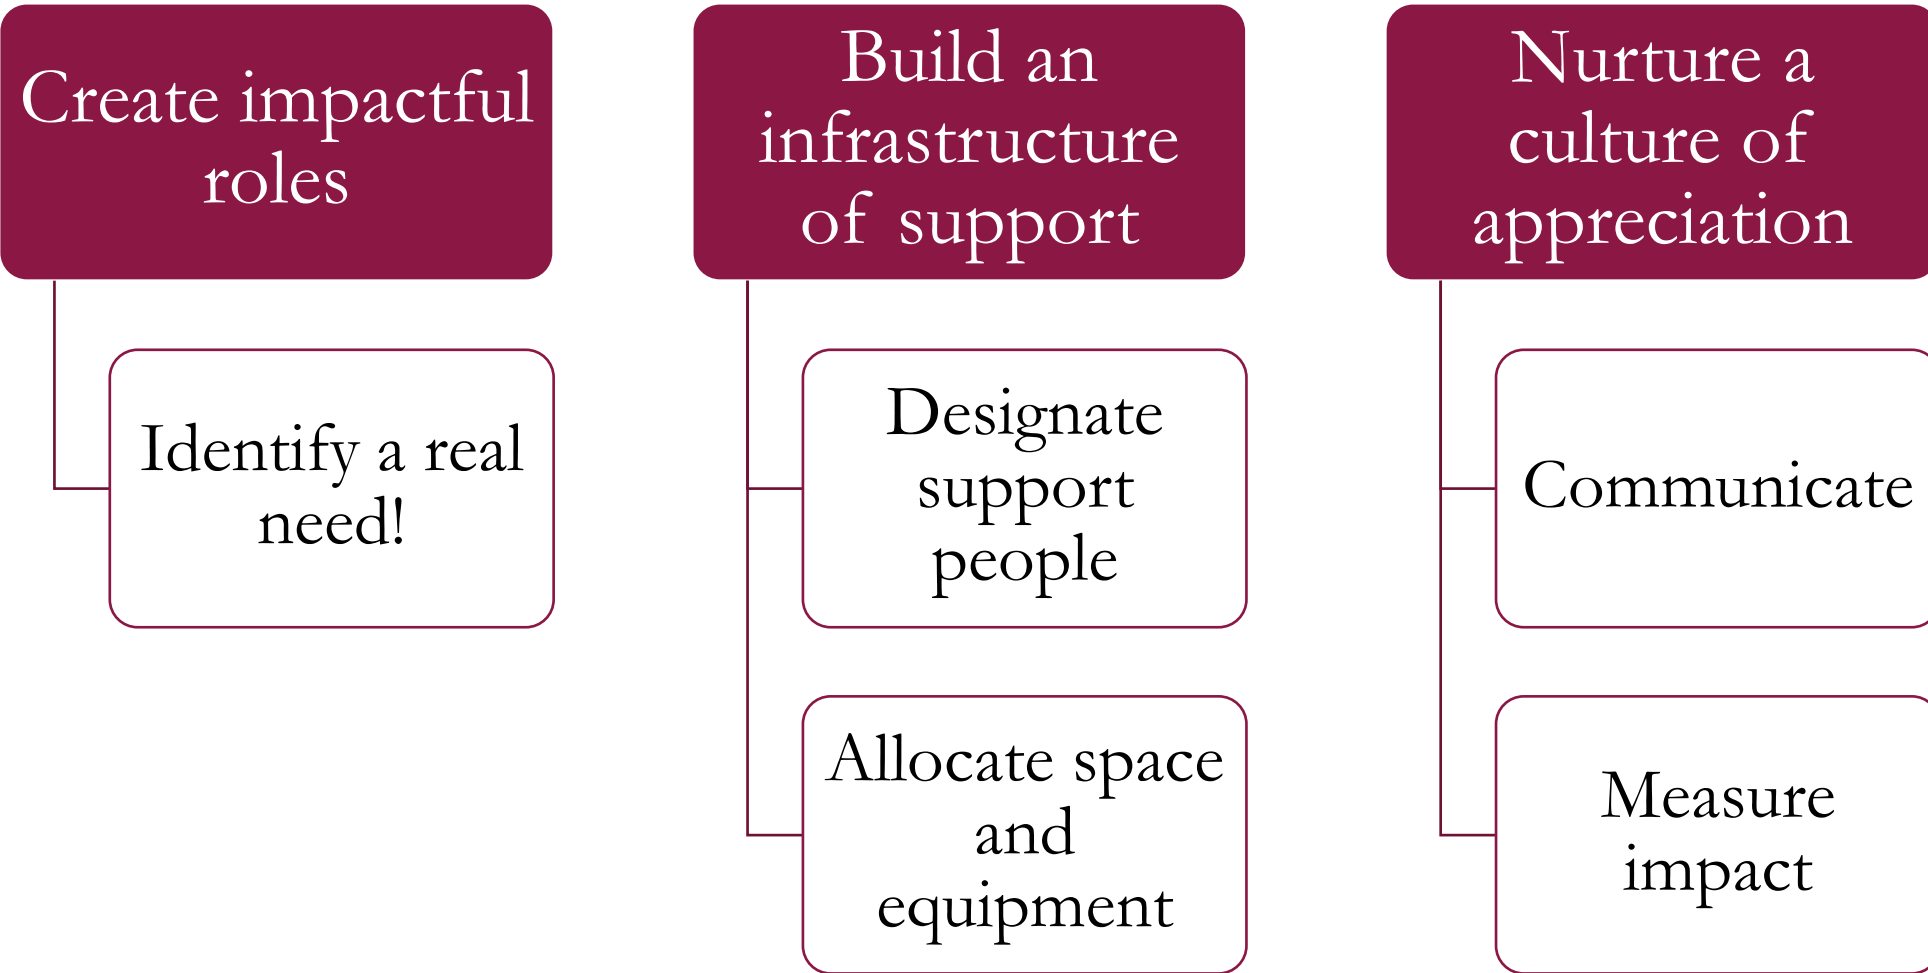 Create impactful
roles
Identify a real
need!
Build an
infrastructure
of support
Designate
support
people
Allocate space
and
equipment
Nurture a
culture of
appreciation
Communicate
Measure
impact